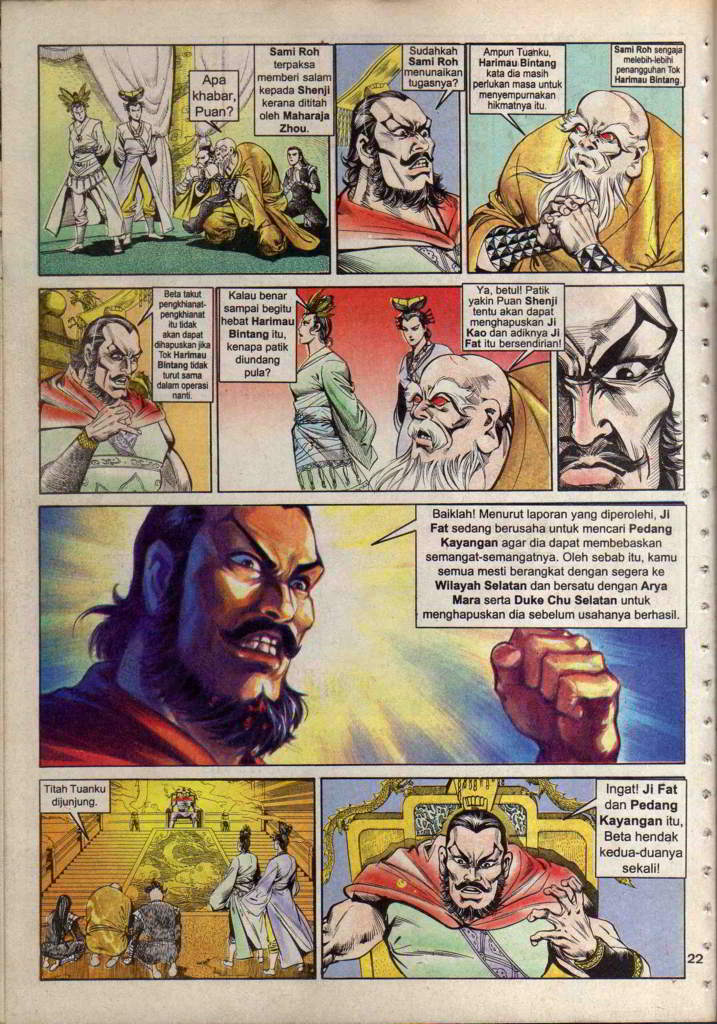 Apa
khabar,
Puan?
Sami Roh
terpaksa
memberi salam
kepada Shenji
kerana dititah
oleh Maharaja
Zhou.
Sudahkah
Sami Roh
menunaikan
tugasnya?
Ampun Tuanku,
Harimau Bintang
kata dia masih
perlukan masa untuk
menyempurnakan
hikmatnya itu.
Sami Roh sengaja
melebih-lebihi
penangguhan Tok
Harimau Bintang.
Beta takut
pengkhianat-
pengkhianat
itu tidak
akan dapat
dihapuskan jika
Tok Harimau
Bintang tidak
turut sama
dalam operasi
nanti.
Kalau benar
sampai begitu
hebat Harimau
Bintang itu,
kenapa patik
diundang
pula?
Ya, betul! Patik
yakin Puan Shenji
tentu akan dapat
menghapuskan Ji
Kao dan adiknya Ji
Fat itu bersendirian!
Baiklah! Menurut laporan yang diperolehi, Ji
Fat sedang berusaha untuk mencari Pedang
Kayangan agar dia dapat membebaskan
semangat-semangatnya. Oleh sebab itu, kamu
semua mesti berangkat dengan segera ke
Wilayah Selatan dan bersatu dengan Arya
Mara serta Duke Chu Selatan untuk
menghapuskan dia sebelum usahanya berhasil.
Titah Tuanku
dijunjung.
Ingat! Ji Fat
dan Pedang
Kayangan itu,
Beta hendak
kedua-duanya
sekali!
22